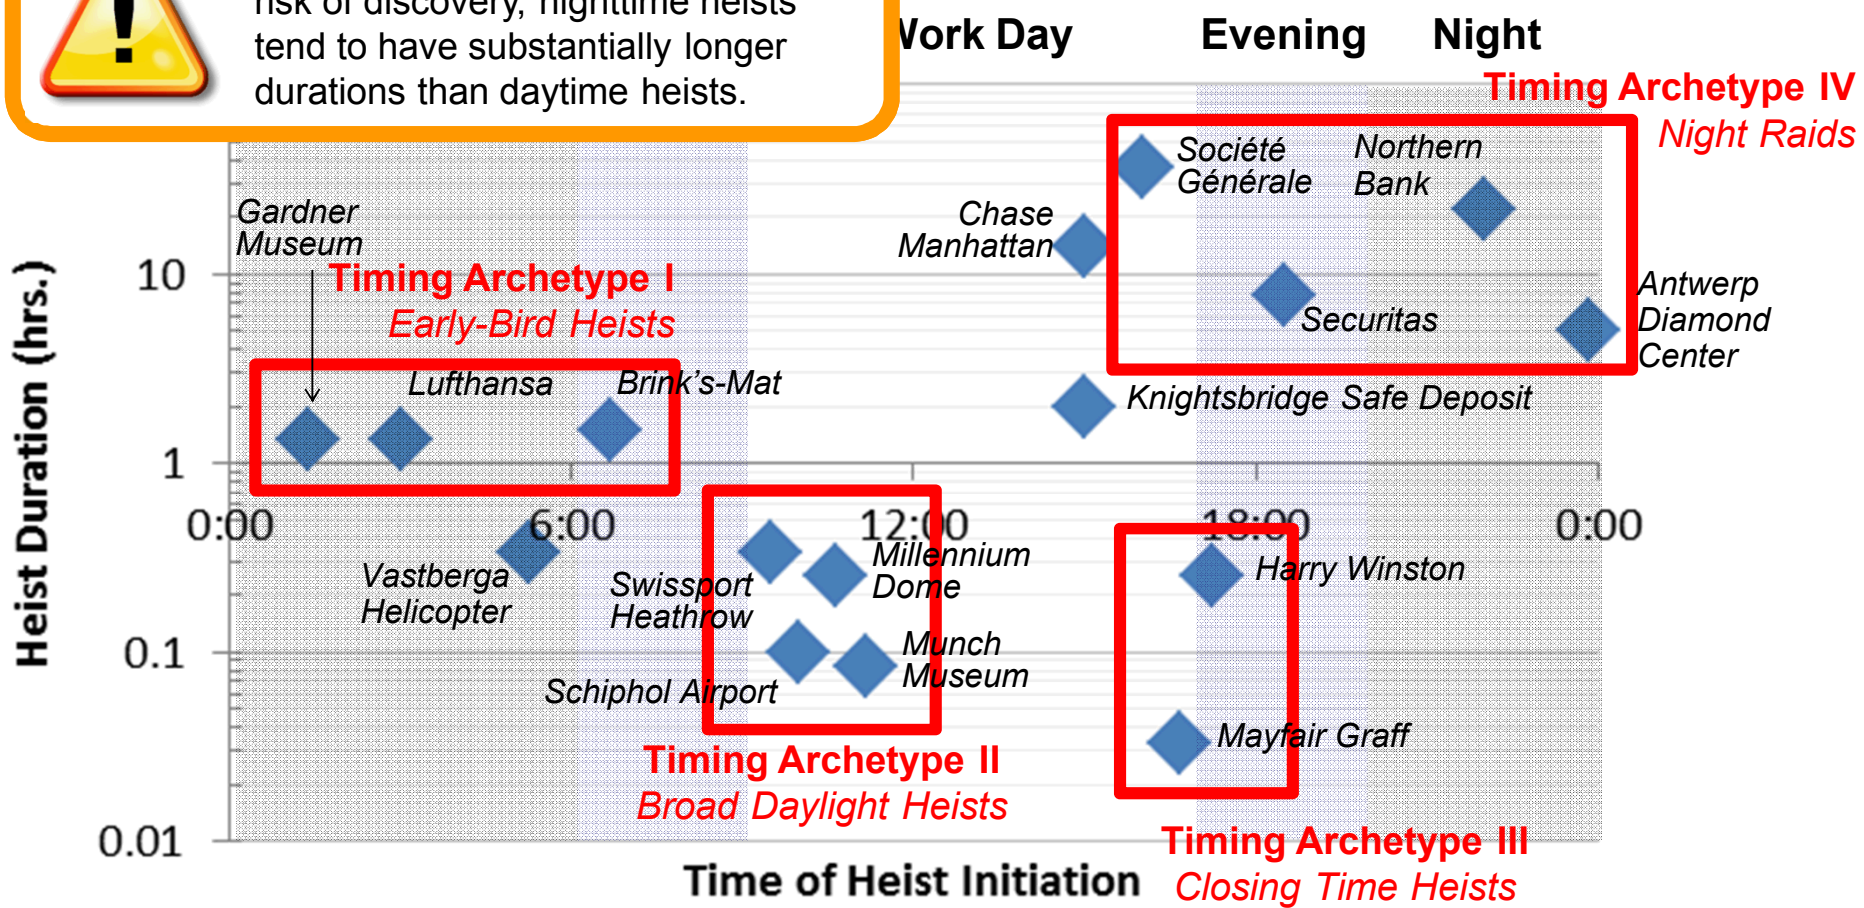 risk of discovery, nighttime heists
tend to have substantially longer
durations than daytime heists.
Work Day
Evening
Night
Timing Archetype IV
Night Raids
Société
Générale
Northern
Bank
Gardner
Museum
Chase
Manhattan
Timing Archetype I
Early-Bird Heists
Securitas
Antwerp
Diamond
Center
Lufthansa
Brink's-Mat
Knightsbridge Safe Deposit
Heist Duration (hrs.)
10
1
0.1
0.01
0:00
6:00
12:00
18:00
0:00
Vastberga
Helicopter
Swissport
Heathrow
Millennium
Dome
Harry Winston
Munch
Museum
Schiphol Airport
Mayfair Graff
Timing Archetype II
Broad Daylight Heists
Timing Archetype III
Closing Time Heists
Time of Heist Initiation